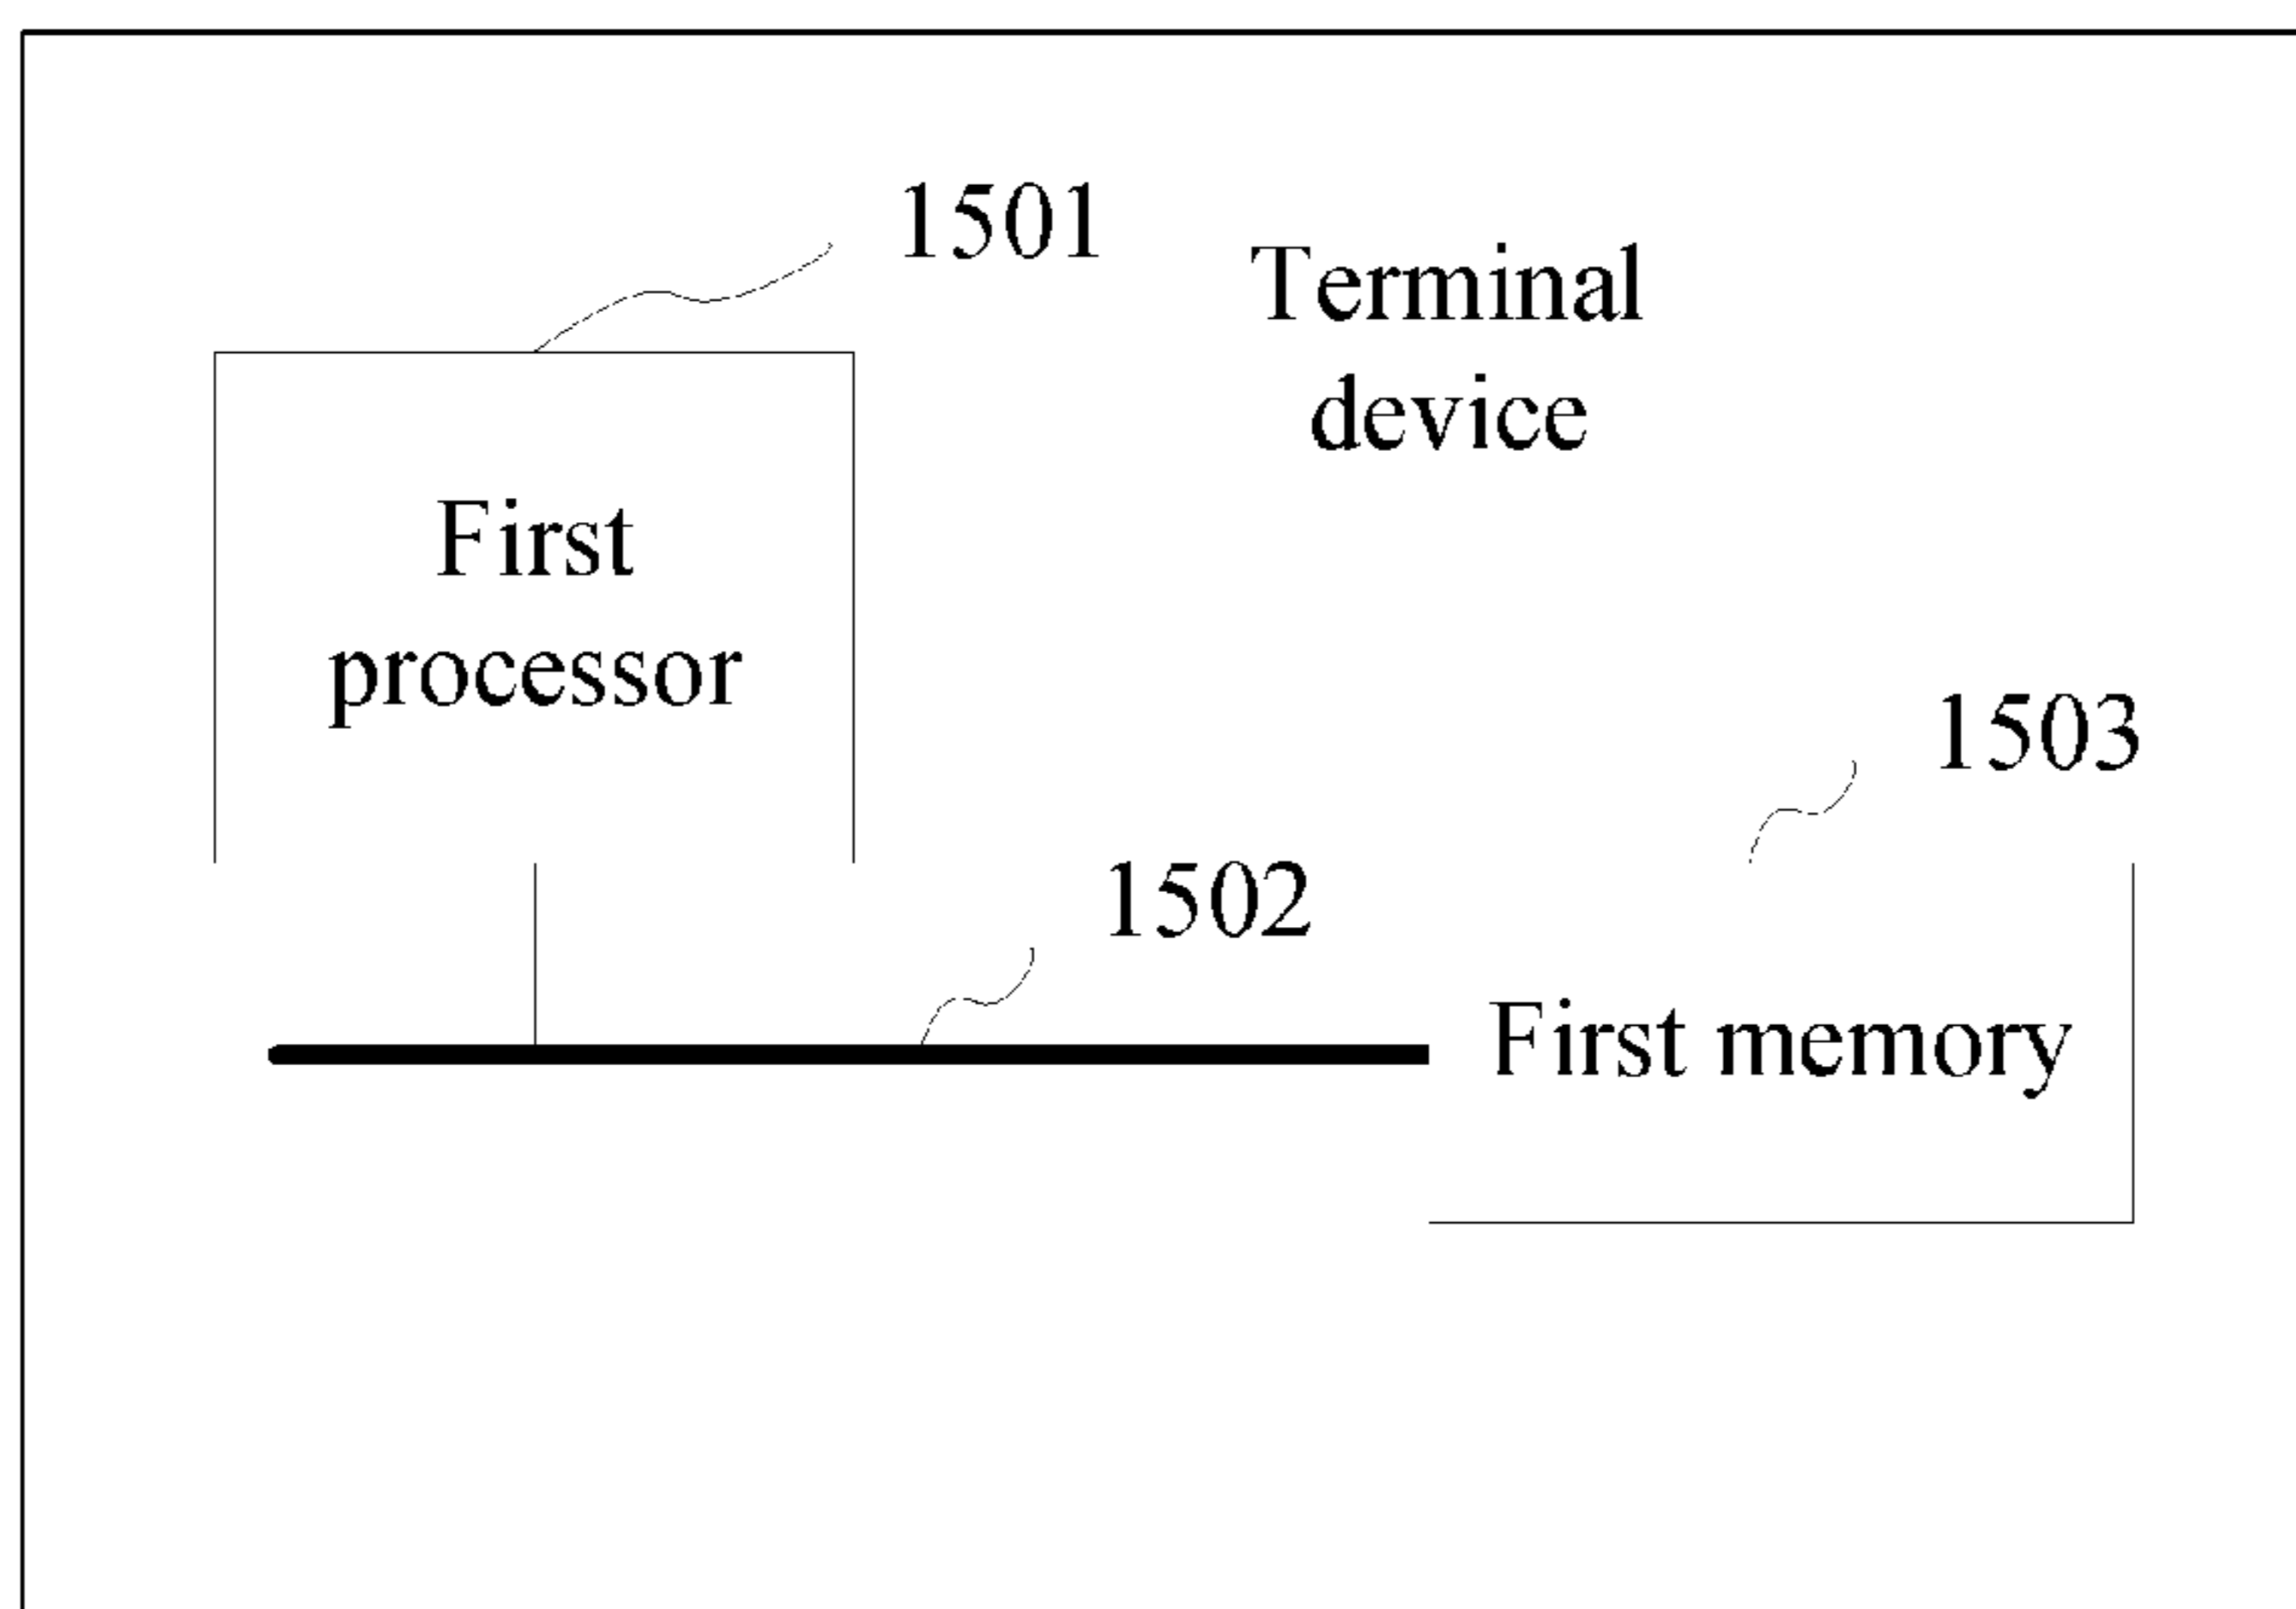 1501
Terminal
device
First
processor
1503
1502
First memory